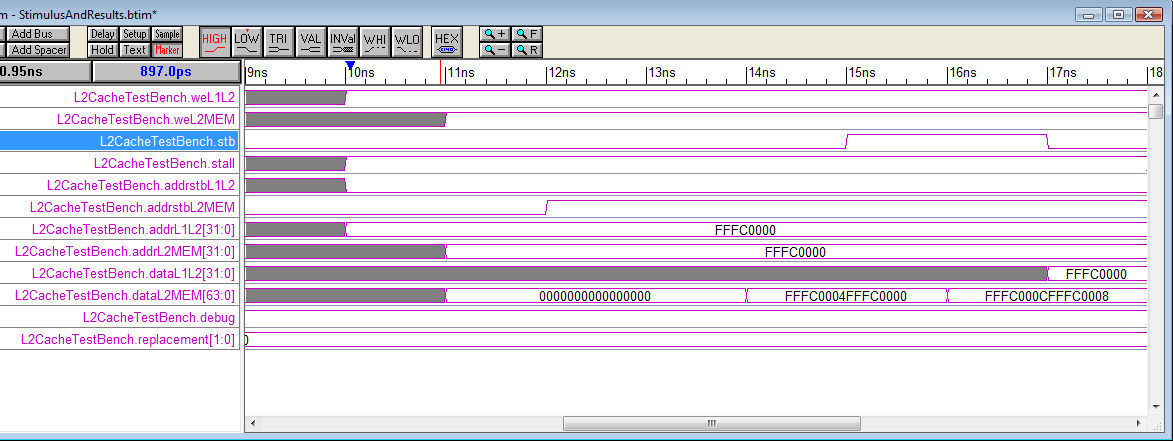 m - StimulusAndResults.btim*
Add Bus Delay Setup Sample HIGH LOW TRI VAL INVal WHI WLO HEX + F
Add Spacer Hold Text Marker - R
0.95ns 897.0ps 9ns 10ns 11ns 12ns 13ns 14ns 15ns 16ns 17ns 18
L2CacheTestBench.weL1L2
L2CacheTestBench.weL2MEM
L2CacheTestBench.stb
L2CacheTestBench.stall
L2CacheTestBench.addrstbL1L2
L2CacheTestBench.addrstbL2MEM
L2CacheTestBench.addrL1L2[31:0] FFFC0000
L2CacheTestBench.addrL2MEM[31:0] FFFC0000
L2CacheTestBench.dataL1L2[31:0] FFFC0000
L2CacheTestBench.dataL2MEM[63:0] 0000000000000000 FFFC0004FFFC0000 FFFC000CFFFC0008
L2CacheTestBench.debug
L2CacheTestBench.replacement[1:0] 0